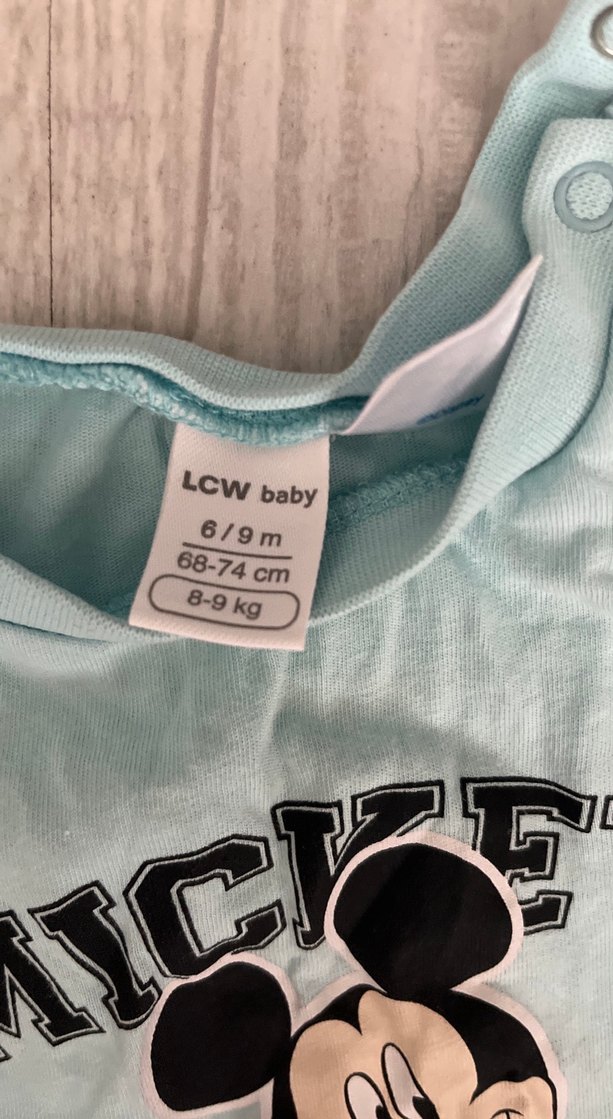 LCW baby
6/9 m
68-74 cm
8-9 kg
MICKEY